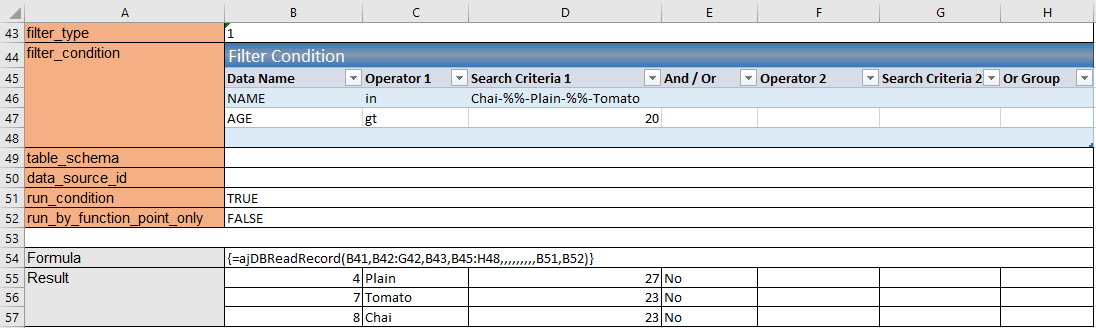 A B C D E F G H
43 filter_type 1
44 filter_condition Filter Condition
45 Data Name Operator 1 Search Criteria 1 And / Or Operator 2 Search Criteria 2 Or Group
46 NAME in Chai-%%-Plain-%%-Tomato
47 AGE gt 20
48
49 table_schema
50 data_source_id
51 run_condition TRUE
52 run_by_function_point_only FALSE
53
54 Formula {=ajDBReadRecord(B41,B42:G42,B43,B45:H48,,,,,,,,,B51,B52)}
55 Result 4 Plain 27 No
56 7 Tomato 23 No
57 8 Chai 23 No